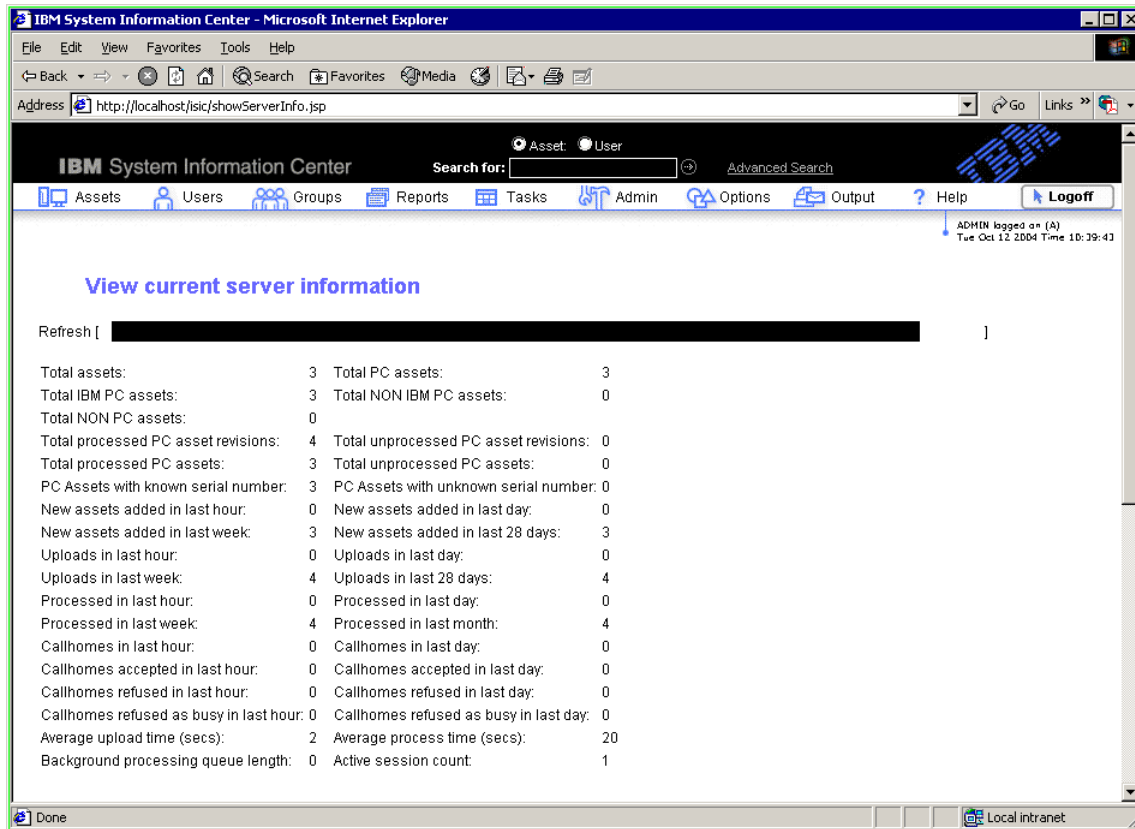 IBM System Information Center - Microsoft Internet Explorer
File Edit View Favorites Tools Help
Back Search Favorites Media
Address http://localhost/isic/showServerInfo.jsp Go Links »
Asset: User
IBM System Information Center Search for: Advanced Search
IBM
Assets Users Groups Reports Tasks Admin Options Output ? Help Logoff
ADMIN logged on (A)
Tue Oct 12 2004 Time 10:39:43
View current server information
Refresh [ ]
Total assets: 3 Total PC assets: 3
Total IBM PC assets: 3 Total NON IBM PC assets: 0
Total NON PC assets: 0
Total processed PC asset revisions: 4 Total unprocessed PC asset revisions: 0
Total processed PC assets: 3 Total unprocessed PC assets: 0
PC Assets with known serial number: 3 PC Assets with unknown serial number: 0
New assets added in last hour: 0 New assets added in last day: 0
New assets added in last week: 3 New assets added in last 28 days: 3
Uploads in last hour: 0 Uploads in last day: 0
Uploads in last week: 4 Uploads in last 28 days: 4
Processed in last hour: 0 Processed in last day: 0
Processed in last week: 4 Processed in last month: 4
Callhomes in last hour: 0 Callhomes in last day: 0
Callhomes accepted in last hour: 0 Callhomes accepted in last day: 0
Callhomes refused in last hour: 0 Callhomes refused in last day: 0
Callhomes refused as busy in last hour: 0 Callhomes refused as busy in last day: 0
Average upload time (secs): 2 Average process time (secs): 20
Background processing queue length: 0 Active session count: 1
Done Local intranet